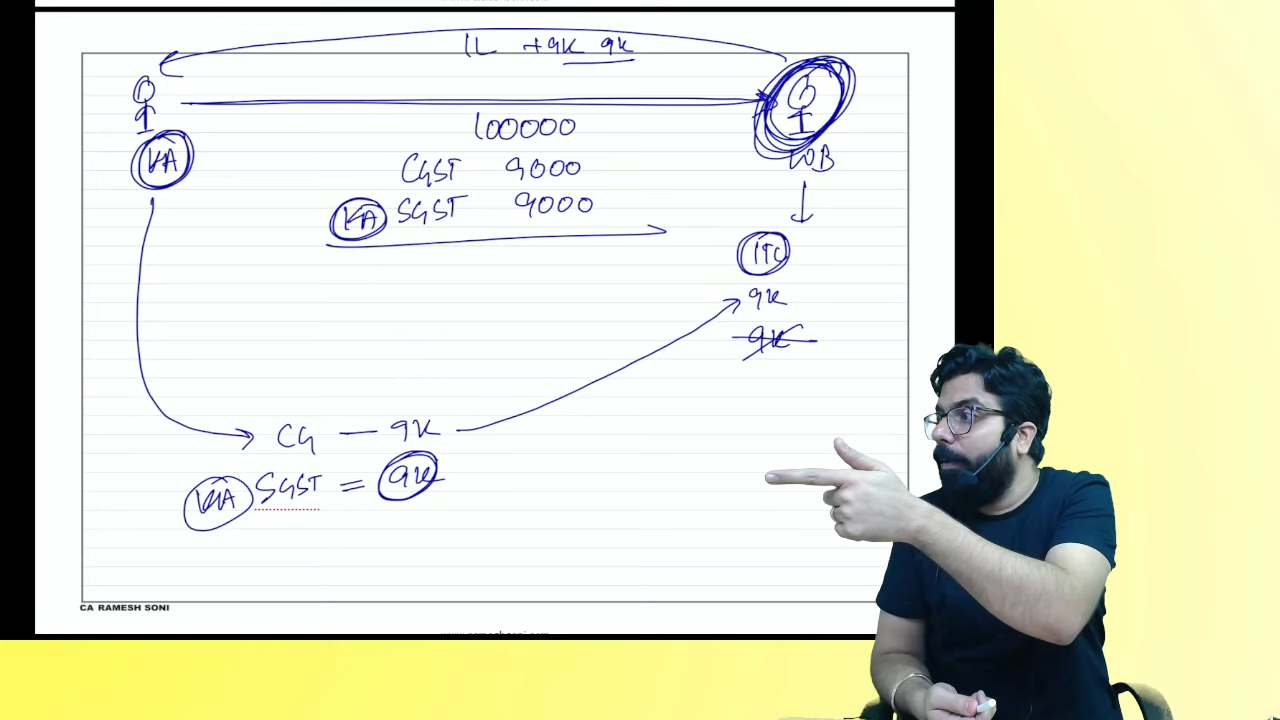 1L +9K 9K
100000
KA
CGST 9000
WB
KA SGST 9000
ITC
9K
9K
CG — 9K
KA SGST = 9K
CA RAMESH SONI